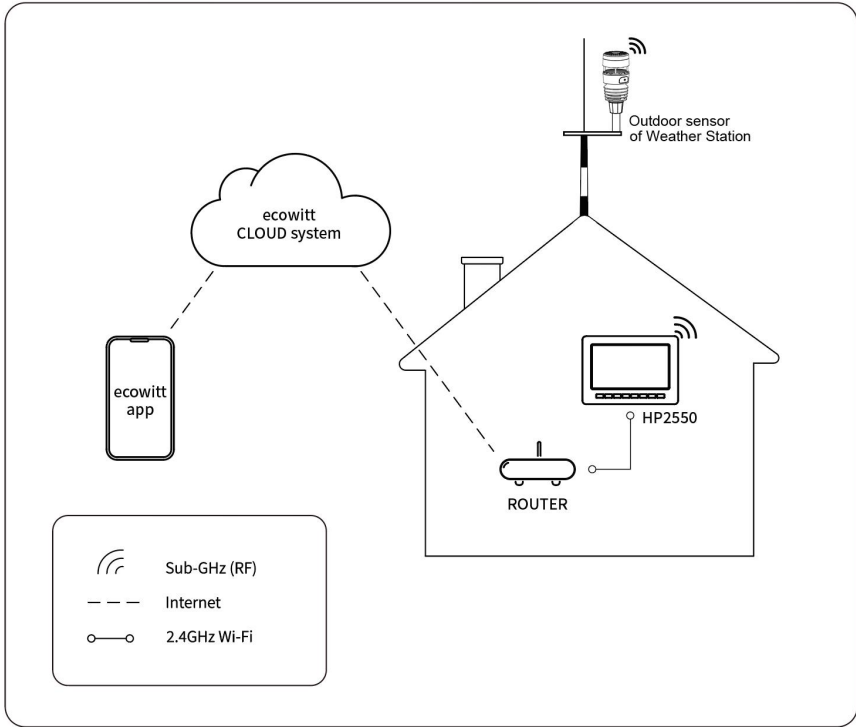 Outdoor sensor
of Weather Station
ecowitt
CLOUD system
ecowitt
app
HP2550
ROUTER
Sub-GHz (RF)
Internet
2.4GHz Wi-Fi